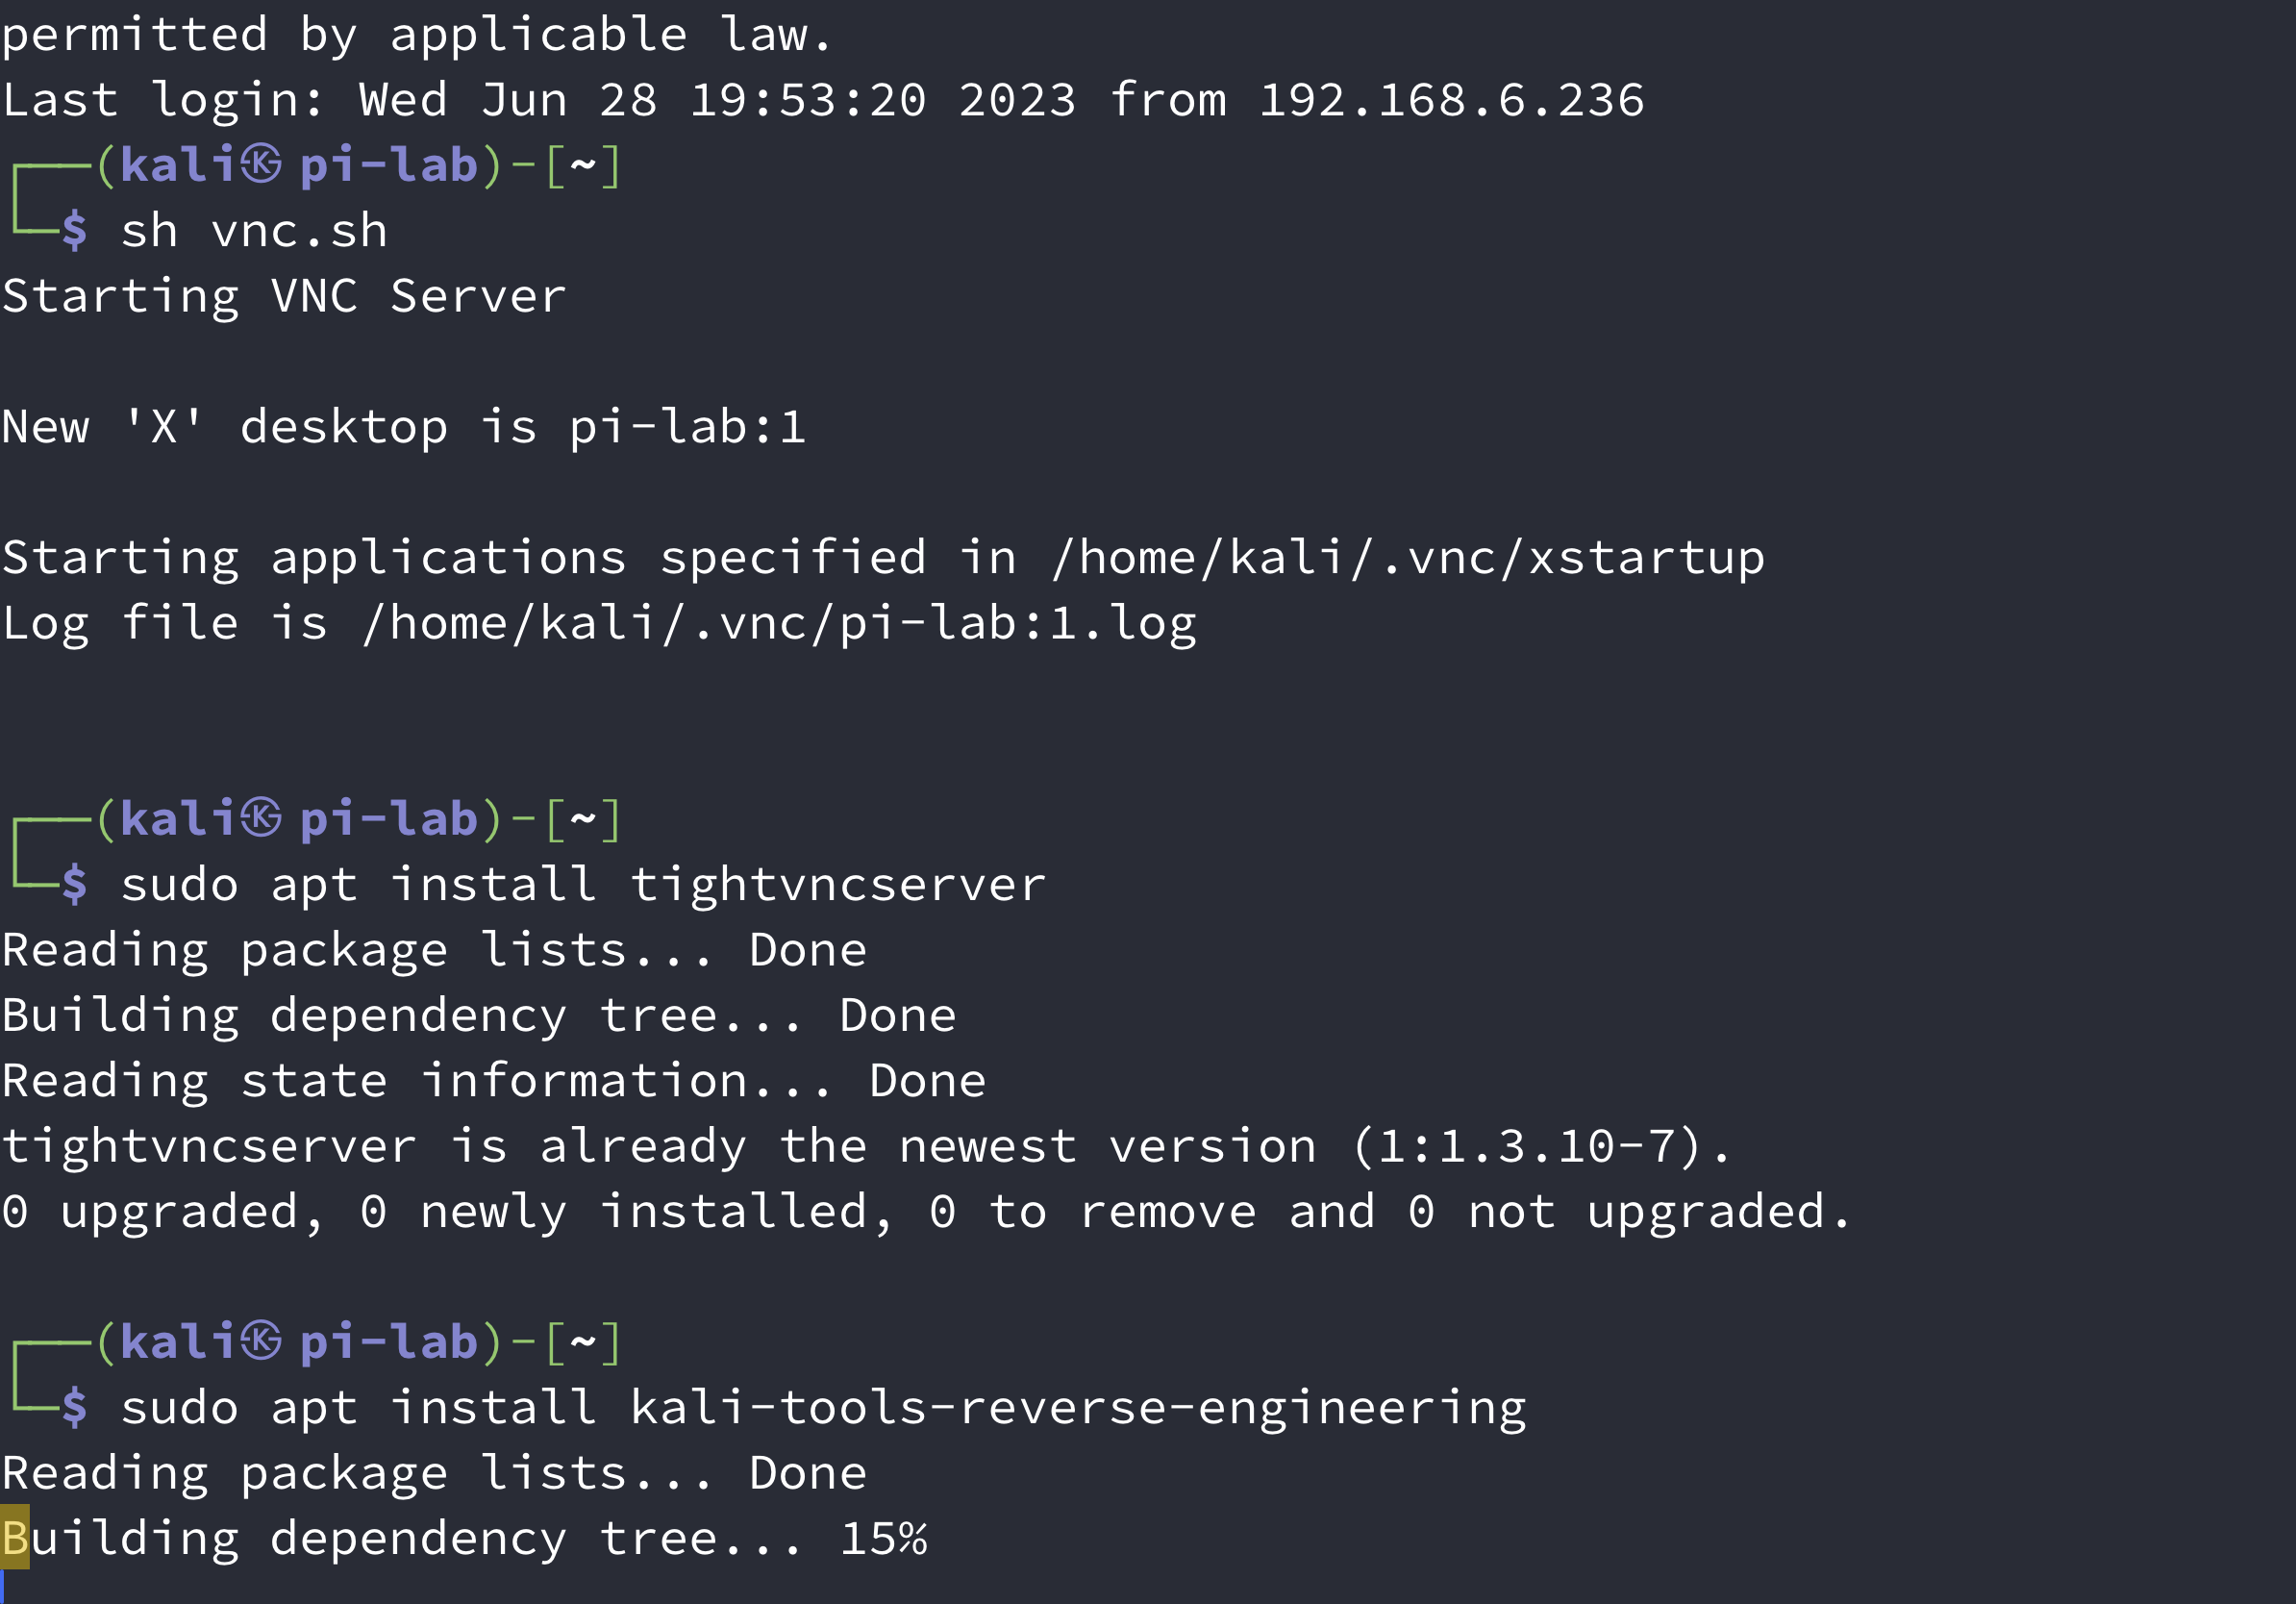 permitted by applicable law.
Last login: Wed Jun 28 19:53:20 2023 from 192.168.6.236
┌──(kali㉿pi-lab)-[~]
└─$ sh vnc.sh
Starting VNC Server
New 'X' desktop is pi-lab:1
Starting applications specified in /home/kali/.vnc/xstartup
Log file is /home/kali/.vnc/pi-lab:1.log
┌──(kali㉿pi-lab)-[~]
└─$ sudo apt install tightvncserver
Reading package lists... Done
Building dependency tree... Done
Reading state information... Done
tightvncserver is already the newest version (1:1.3.10-7).
0 upgraded, 0 newly installed, 0 to remove and 0 not upgraded.
┌──(kali㉿pi-lab)-[~]
└─$ sudo apt install kali-tools-reverse-engineering
Reading package lists... Done
Building dependency tree... 15%